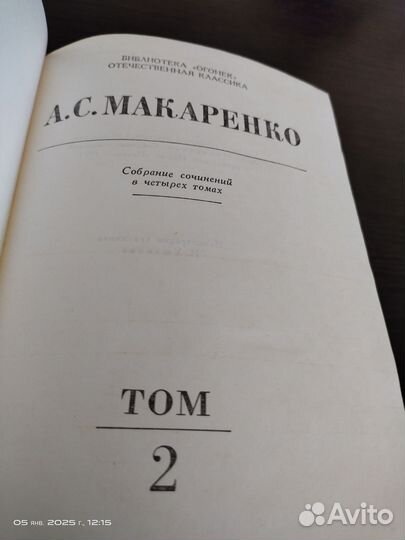 БИБЛИОТЕКА «ОГОНЕК»
ОТЕЧЕСТВЕННАЯ КЛАССИКА
А.С.МАКАРЕНКО
Собрание сочинений
в четырех томах
ТОМ
2
05 янв. 2025 г., 12:15
Avito